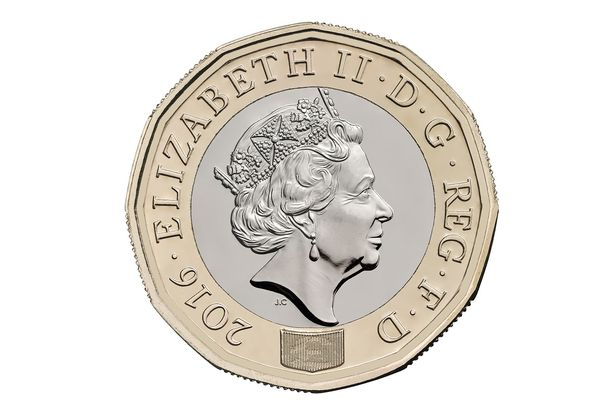 2016 · ELIZABETH II · D · G · REG · F · D
J.C